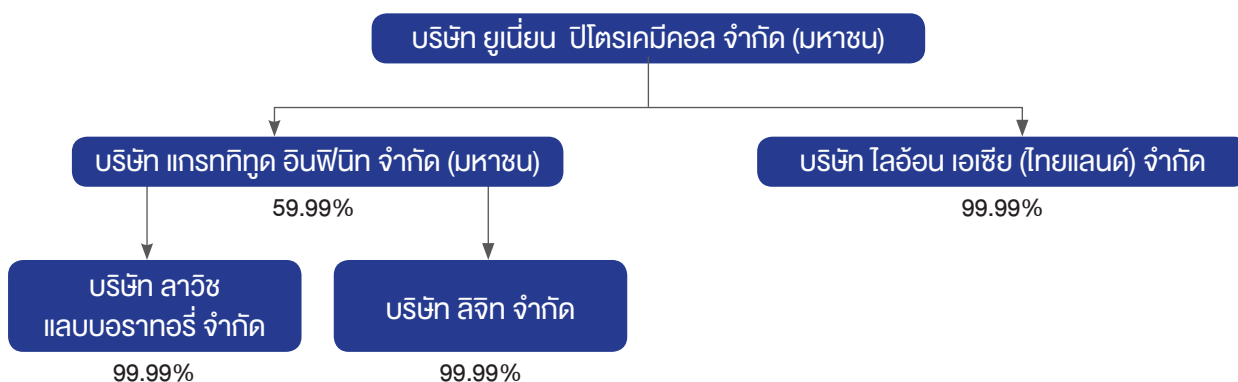 บริษัท ยูเนี่ยน ปิโตรเคมีคอล จำกัด (มหาชน)
บริษัท แกรททิทูด อินฟินิท จำกัด (มหาชน)
บริษัท ไลอ้อน เอเซีย (ไทยแลนด์) จำกัด
59.99%
99.99%
บริษัท ลาวิช
แลบบอราทอรี่ จำกัด
บริษัท ลิจิท จำกัด
99.99%
99.99%